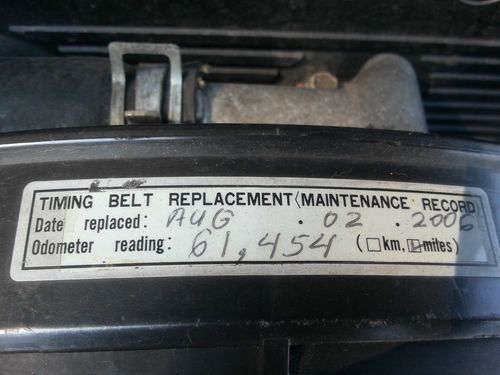 TIMING BELT REPLACEMENT (MAINTENANCE RECORD)
Date replaced: AUG . 02 . 2006
Odometer reading: 61,454 (☐km, ☑miles)